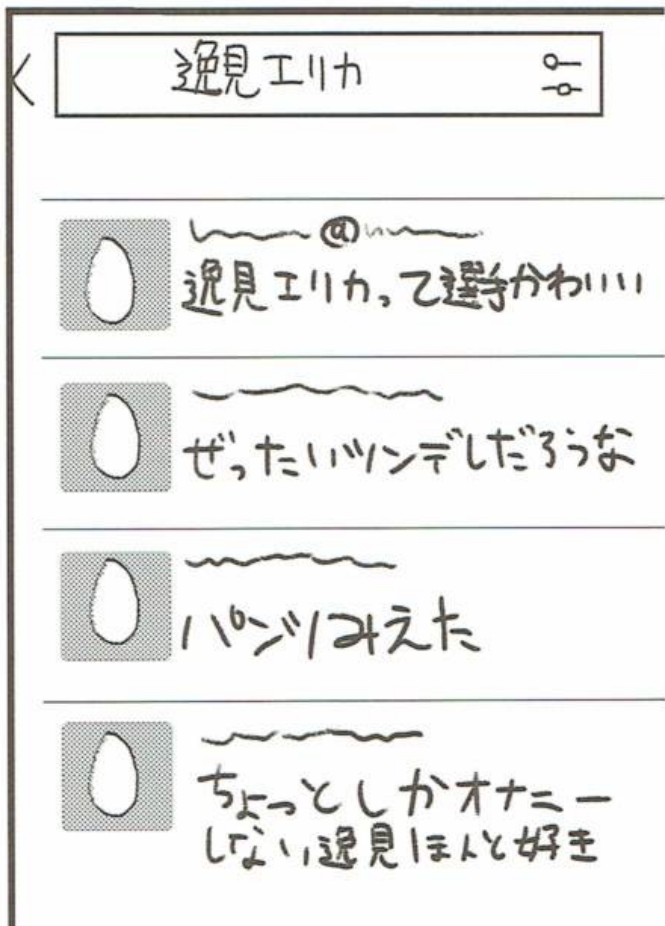 逸見エリカ
@
逸見エリカって選手かわいい
ぜったいツンデレだろうな
パンツみえた
ちょっとしかオナニー
しない逸見ほんと好き